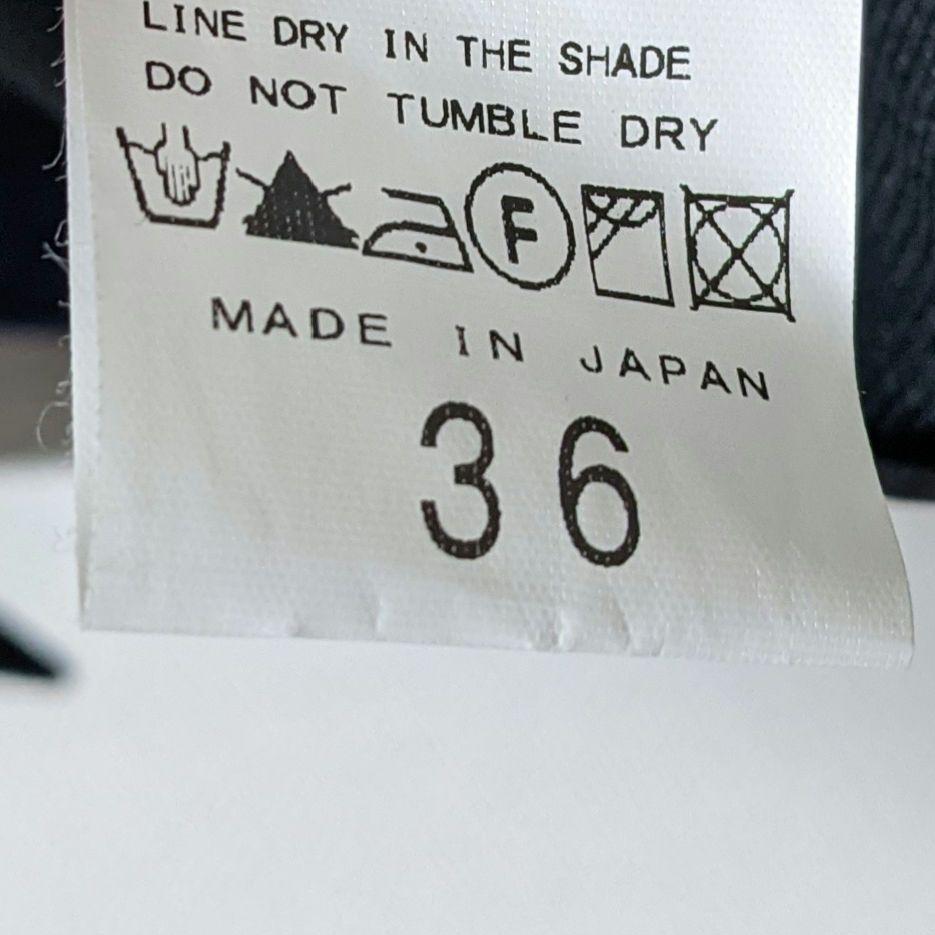 LINE DRY IN THE SHADE
DO NOT TUMBLE DRY
F
MADE IN JAPAN
36